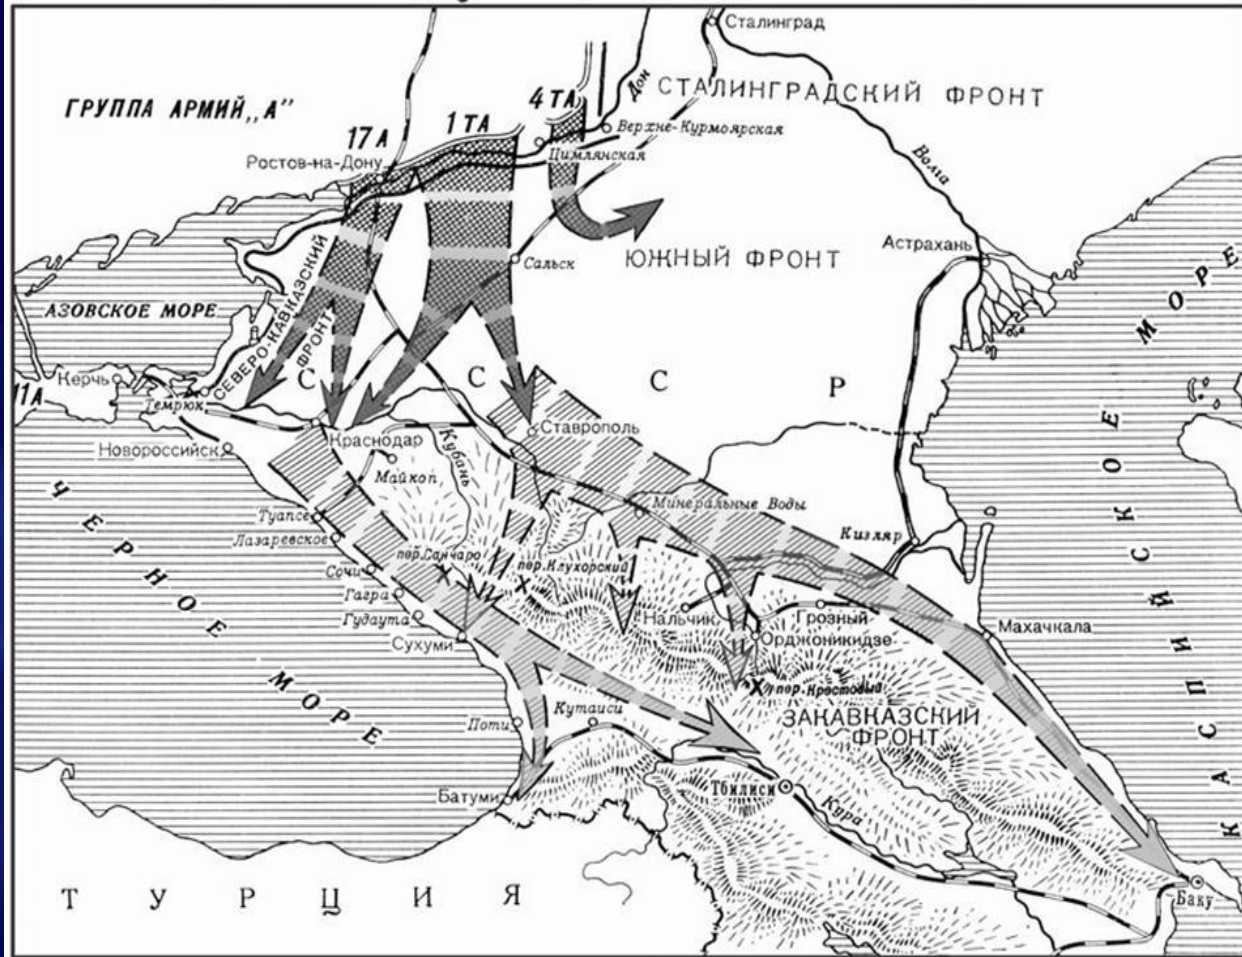 Сталинград
СТАЛИНГРАДСКИЙ ФРОНТ
Дон
4 ТА
ГРУППА АРМИЙ „А"
1 ТА
17 А
Верхне-Курмоярская
Цимлянская
Ростов-на-Дону
Волга
Астрахань
ЮЖНЫЙ ФРОНТ
Сальск
АЗОВСКОЕ МОРЕ
СЕВЕРО-КАВКАЗСКИЙ
ФРОНТ
С С С Р
Керчь
11А
Темрюк
Новороссийск
Краснодар
Ставрополь
Кубань
Майкоп
Минеральные Воды
Туапсе
Лазаревское
Кизляр
пер. Санчаро
пер. Клухорский
Сочи
Гагра
Гудаута
Сухуми
Нальчик
Грозный
Орджоникидзе
Махачкала
пер. Крестовый
ЗАКАВКАЗСКИЙ
ФРОНТ
ЧЕРНОЕ МОРЕ
КАСПИЙСКОЕ МОРЕ
Поти
Кутаиси
Батуми
Тбилиси
Кура
Баку
ТУРЦИЯ